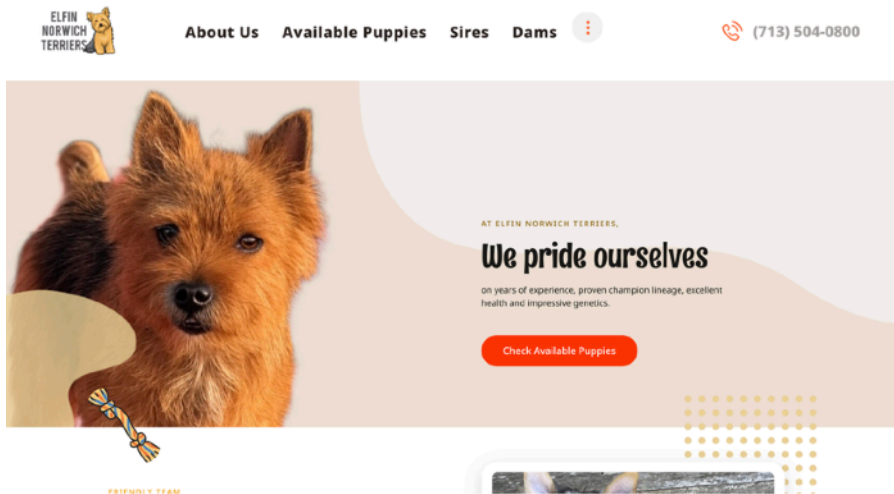 ELFIN
NORWICH
TERRIERS
About Us Available Puppies Sires Dams
(713) 504-0800
AT ELFIN NORWICH TERRIERS,
We pride ourselves
on years of experience, proven champion lineage, excellent
health and impressive genetics.
Check Available Puppies
FRIENDLY TEAM